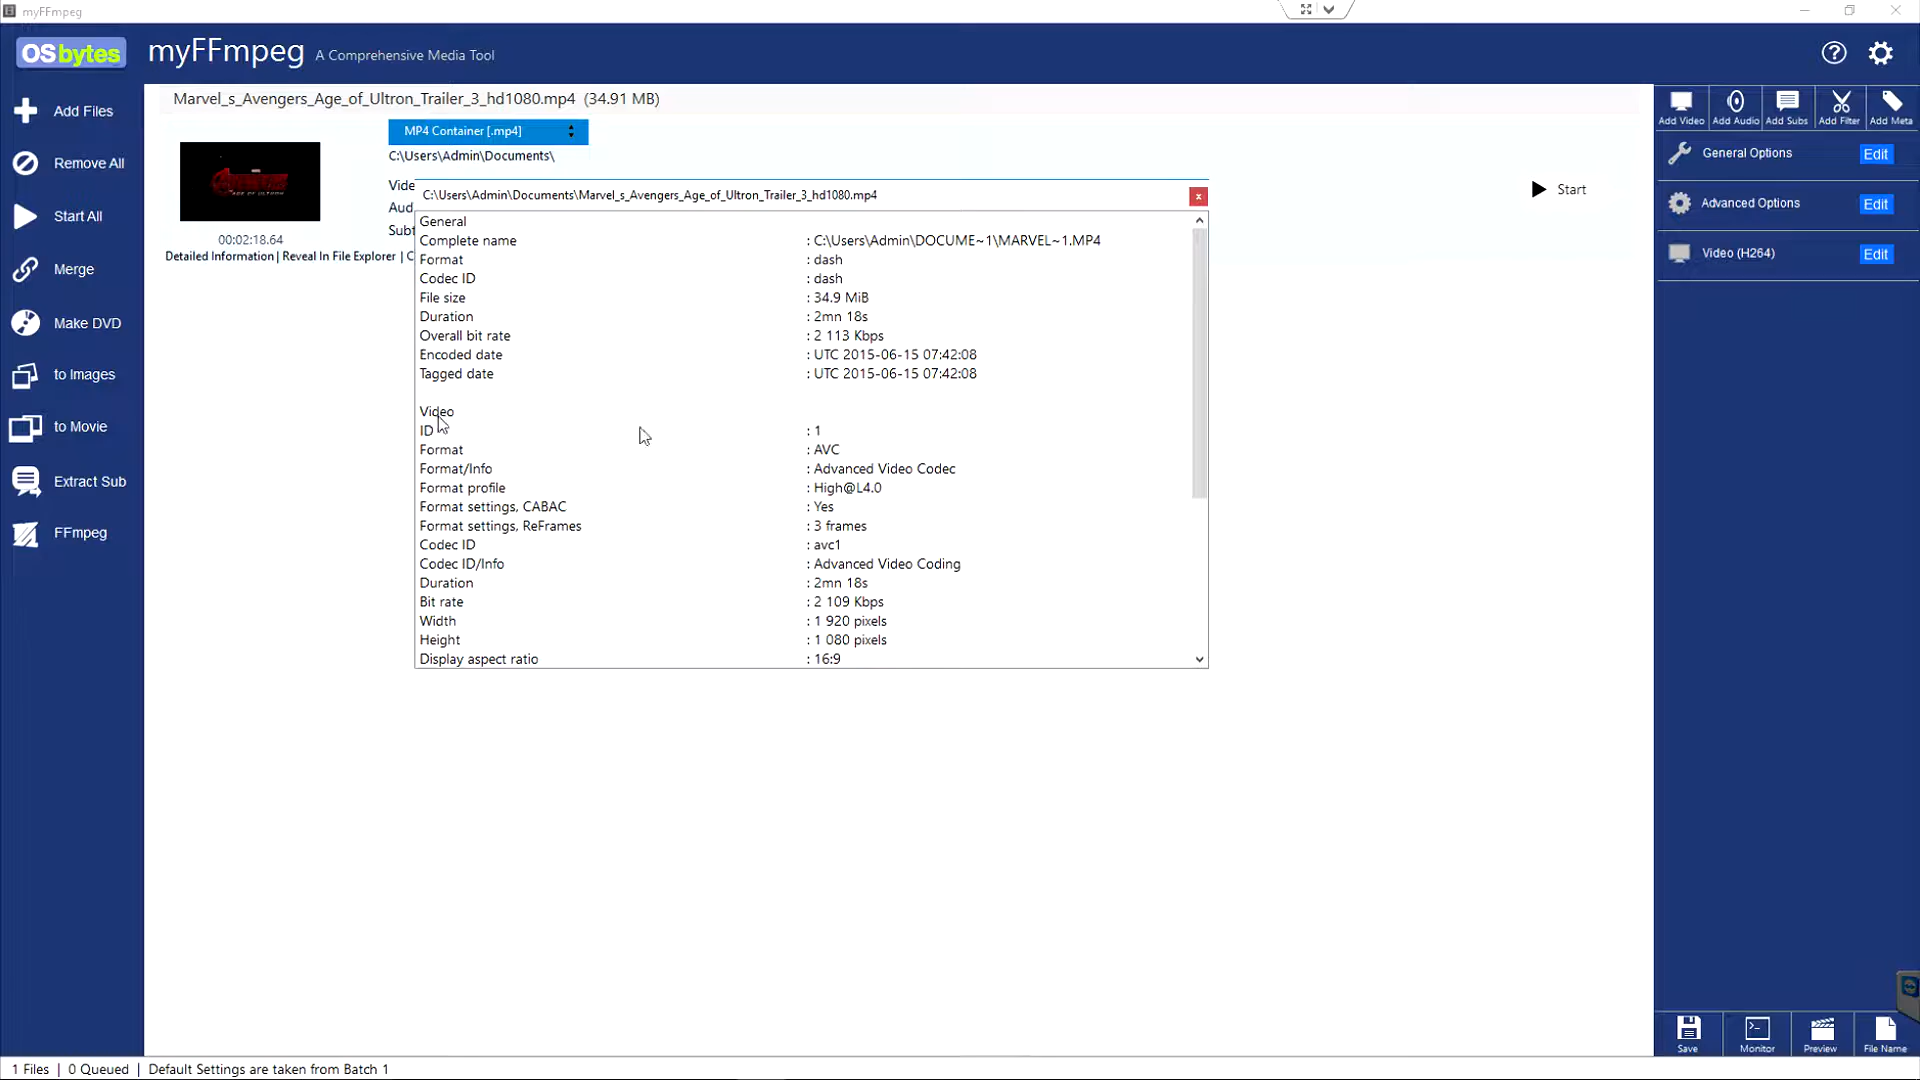 myFFmpeg
OSbytes
myFFmpeg A Comprehensive Media Tool
Add Files
Remove All
Start All
Merge
Make DVD
to Images
to Movie
Extract Sub
FFmpeg
Marvel_s_Avengers_Age_of_Ultron_Trailer_3_hd1080.mp4 (34.91 MB)
MP4 Container [.mp4]
C:\Users\Admin\Documents\
Vide
Aud
Subt
AGE OF ULTRON
00:02:18.64
Detailed Information | Reveal In File Explorer | C
Start
C:\Users\Admin\Documents\Marvel_s_Avengers_Age_of_Ultron_Trailer_3_hd1080.mp4
General
Complete name : C:\Users\Admin\DOCUME~1\MARVEL~1.MP4
Format : dash
Codec ID : dash
File size : 34.9 MiB
Duration : 2mn 18s
Overall bit rate : 2 113 Kbps
Encoded date : UTC 2015-06-15 07:42:08
Tagged date : UTC 2015-06-15 07:42:08
Video
ID : 1
Format : AVC
Format/Info : Advanced Video Codec
Format profile : High@L4.0
Format settings, CABAC : Yes
Format settings, ReFrames : 3 frames
Codec ID : avc1
Codec ID/Info : Advanced Video Coding
Duration : 2mn 18s
Bit rate : 2 109 Kbps
Width : 1 920 pixels
Height : 1 080 pixels
Display aspect ratio : 16:9
Add Video Add Audio Add Subs Add Filter Add Meta
General Options Edit
Advanced Options Edit
Video (H264) Edit
Save Monitor Preview File Name
1 Files | 0 Queued | Default Settings are taken from Batch 1